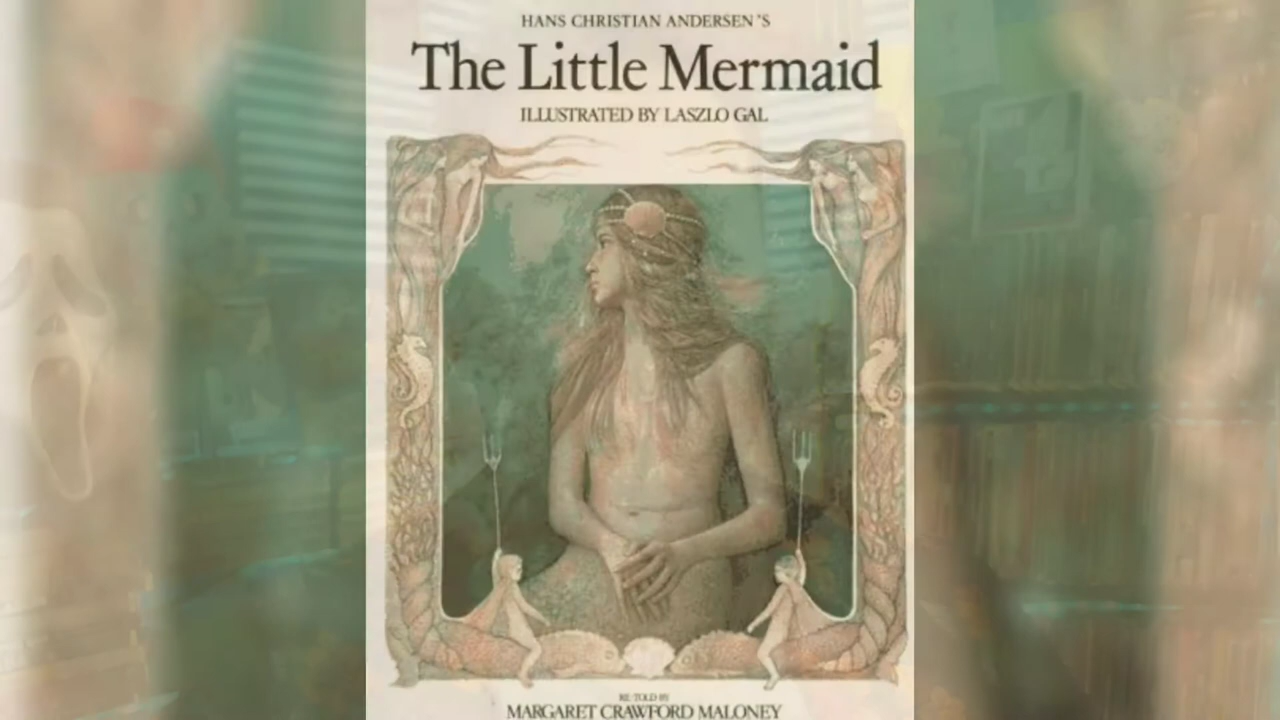 HANS CHRISTIAN ANDERSEN'S
The Little Mermaid
ILLUSTRATED BY LASZLO GAL
RE-TOLD BY
MARGARET CRAWFORD MALONEY